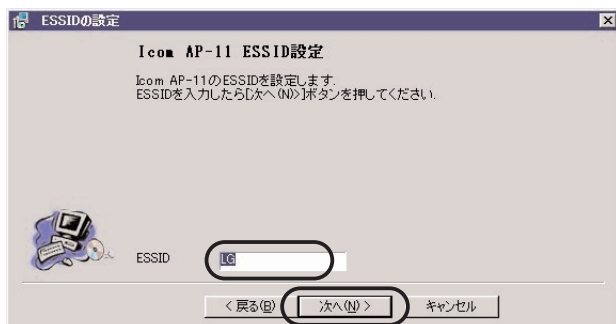 ESSIDの設定
Icom AP-11 ESSID設定
Icom AP-11のESSIDを設定します.
ESSIDを入力したら[次へ(N)>]ボタンを押してください.
ESSID
LG
< 戻る(B)
次へ(N) >
キャンセル